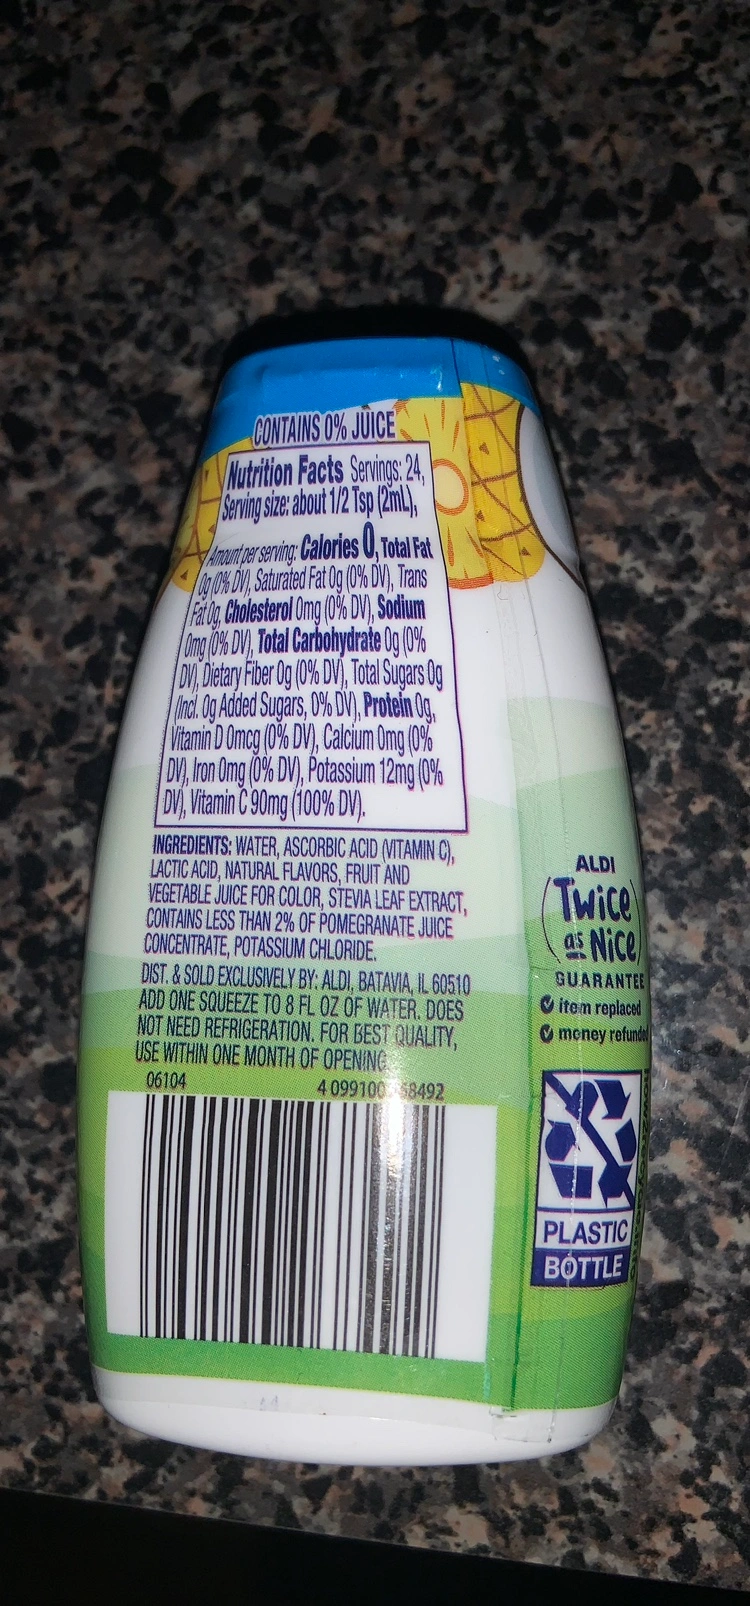 CONTAINS 0% JUICE
Nutrition Facts Servings: 24,
Serving size: about 1/2 Tsp (2mL),
Amount per serving: Calories 0, Total Fat
0g (0% DV), Saturated Fat 0g (0% DV), Trans
Fat 0g, Cholesterol 0mg (0% DV), Sodium
0mg (0% DV), Total Carbohydrate 0g (0%
DV), Dietary Fiber 0g (0% DV), Total Sugars 0g
(Incl. 0g Added Sugars, 0% DV), Protein 0g,
Vitamin D 0mcg (0% DV), Calcium 0mg (0%
DV), Iron 0mg (0% DV), Potassium 12mg (0%
DV), Vitamin C 90mg (100% DV).
INGREDIENTS: WATER, ASCORBIC ACID (VITAMIN C),
LACTIC ACID, NATURAL FLAVORS, FRUIT AND
VEGETABLE JUICE FOR COLOR, STEVIA LEAF EXTRACT,
CONTAINS LESS THAN 2% OF POMEGRANATE JUICE
CONCENTRATE, POTASSIUM CHLORIDE.
DIST. & SOLD EXCLUSIVELY BY: ALDI, BATAVIA, IL 60510
ADD ONE SQUEEZE TO 8 FL OZ OF WATER. DOES
NOT NEED REFRIGERATION. FOR BEST QUALITY,
USE WITHIN ONE MONTH OF OPENING.
06104
ALDI
Twice
as Nice
GUARANTEE
item replaced
money refunded
PLASTIC
BOTTLE